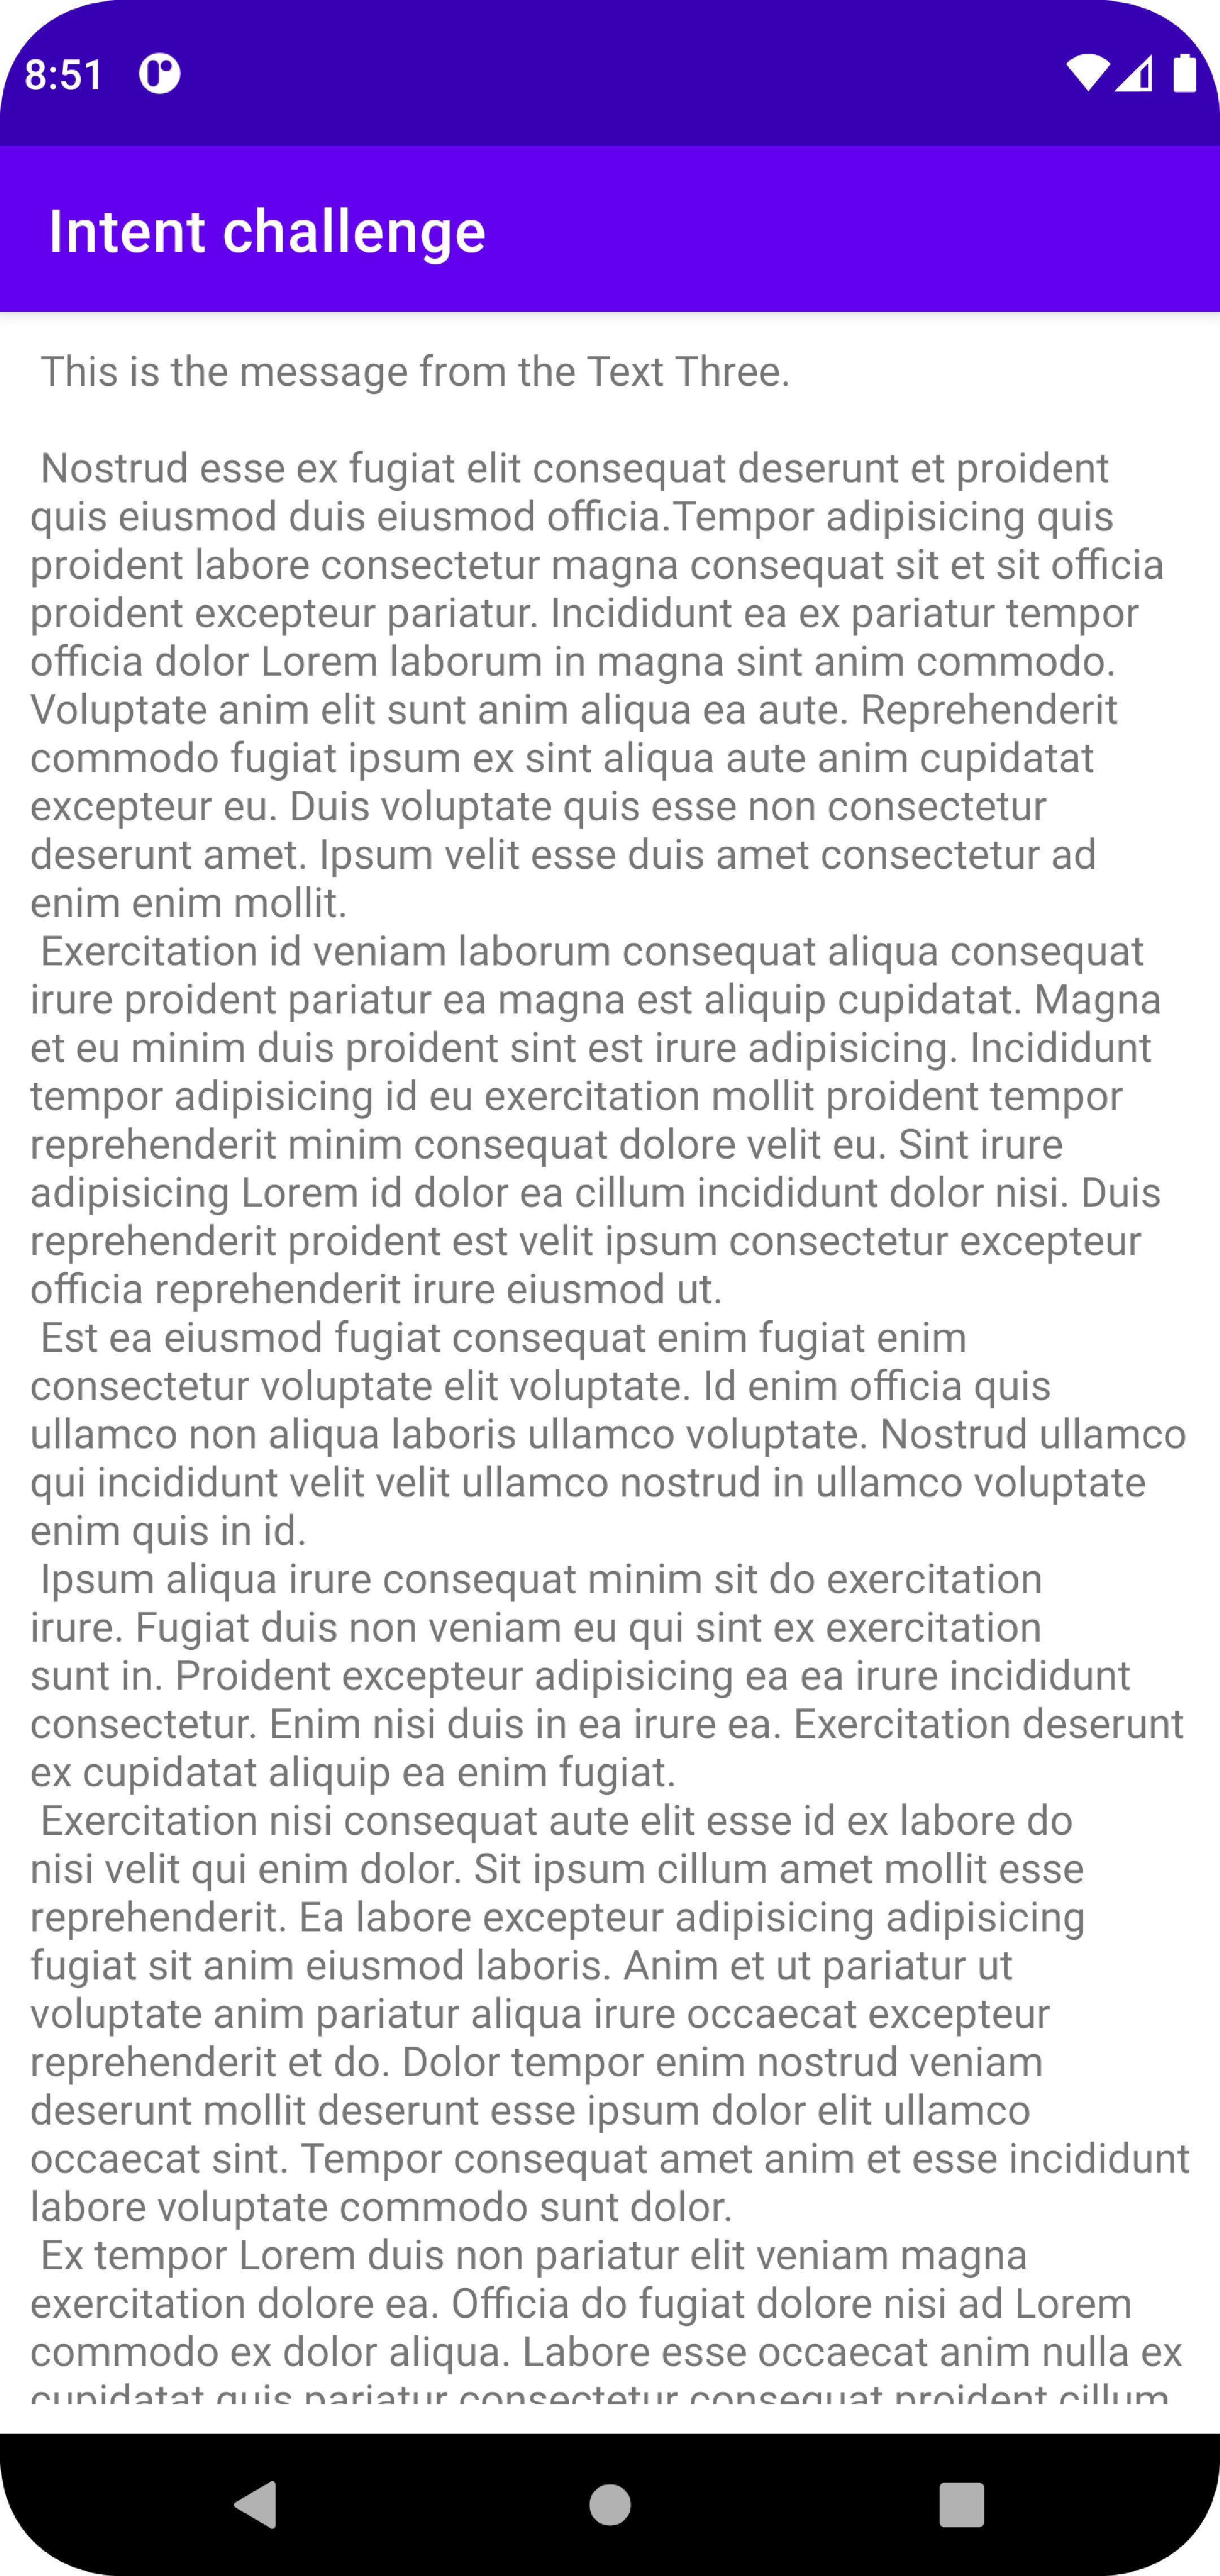 8:51
Intent challenge
This is the message from the Text Three.
Nostrud esse ex fugiat elit consequat deserunt et proident
quis eiusmod duis eiusmod officia.Tempor adipisicing quis
proident labore consectetur magna consequat sit et sit officia
proident excepteur pariatur. Incididunt ea ex pariatur tempor
officia dolor Lorem laborum in magna sint anim commodo.
Voluptate anim elit sunt anim aliqua ea aute. Reprehenderit
commodo fugiat ipsum ex sint aliqua aute anim cupidatat
excepteur eu. Duis voluptate quis esse non consectetur
deserunt amet. Ipsum velit esse duis amet consectetur ad
enim enim mollit.
Exercitation id veniam laborum consequat aliqua consequat
irure proident pariatur ea magna est aliquip cupidatat. Magna
et eu minim duis proident sint est irure adipisicing. Incididunt
tempor adipisicing id eu exercitation mollit proident tempor
reprehenderit minim consequat dolore velit eu. Sint irure
adipisicing Lorem id dolor ea cillum incididunt dolor nisi. Duis
reprehenderit proident est velit ipsum consectetur excepteur
officia reprehenderit irure eiusmod ut.
Est ea eiusmod fugiat consequat enim fugiat enim
consectetur voluptate elit voluptate. Id enim officia quis
ullamco non aliqua laboris ullamco voluptate. Nostrud ullamco
qui incididunt velit velit ullamco nostrud in ullamco voluptate
enim quis in id.
Ipsum aliqua irure consequat minim sit do exercitation
irure. Fugiat duis non veniam eu qui sint ex exercitation
sunt in. Proident excepteur adipisicing ea ea irure incididunt
consectetur. Enim nisi duis in ea irure ea. Exercitation deserunt
ex cupidatat aliquip ea enim fugiat.
Exercitation nisi consequat aute elit esse id ex labore do
nisi velit qui enim dolor. Sit ipsum cillum amet mollit esse
reprehenderit. Ea labore excepteur adipisicing adipisicing
fugiat sit anim eiusmod laboris. Anim et ut pariatur ut
voluptate anim pariatur aliqua irure occaecat excepteur
reprehenderit et do. Dolor tempor enim nostrud veniam
deserunt mollit deserunt esse ipsum dolor elit ullamco
occaecat sint. Tempor consequat amet anim et esse incididunt
labore voluptate commodo sunt dolor.
Ex tempor Lorem duis non pariatur elit veniam magna
exercitation dolore ea. Officia do fugiat dolore nisi ad Lorem
commodo ex dolor aliqua. Labore esse occaecat anim nulla ex
cupidatat quis pariatur consectetur consequat proident cillum